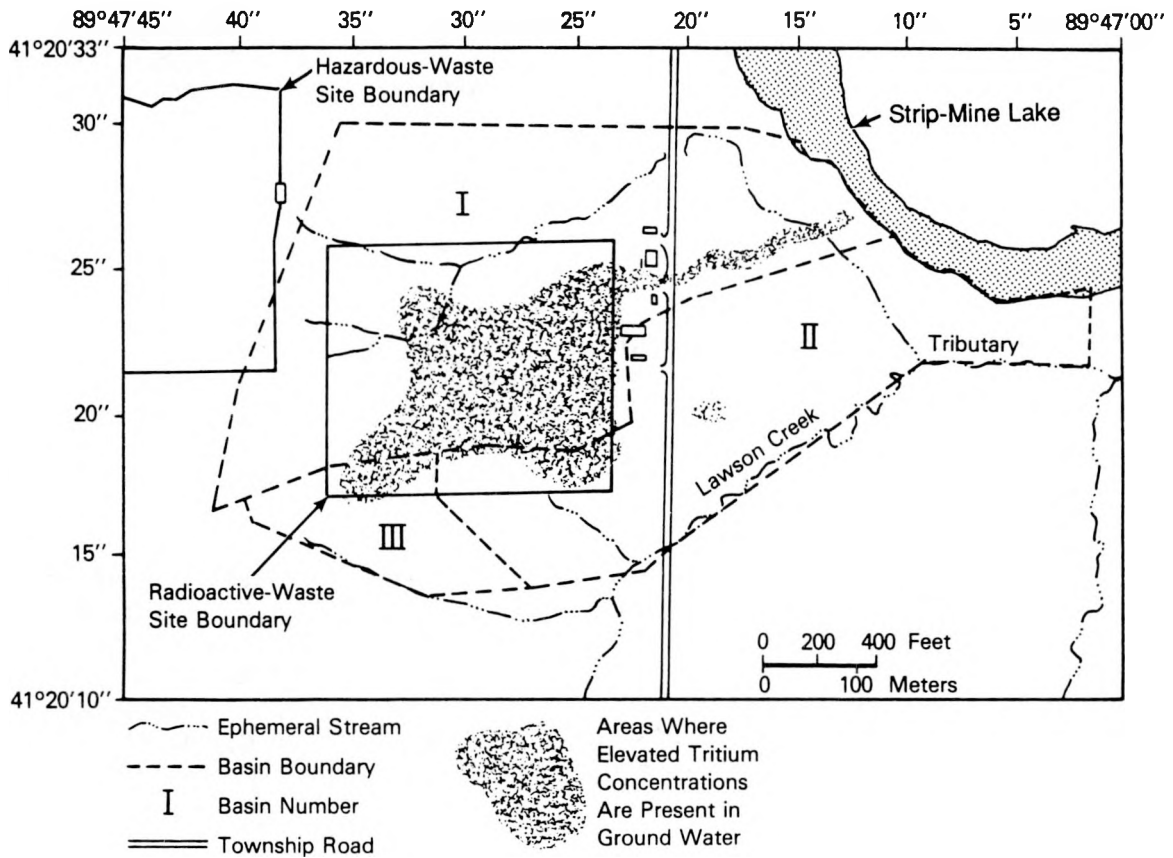 89°47'45'' 40'' 35'' 30'' 25'' 20'' 15'' 10'' 5'' 89°47'00''
41°20'33''
Hazardous-Waste
Site Boundary
30''
Strip-Mine Lake
I
25''
II
Tributary
20''
Lawson Creek
III
15''
Radioactive-Waste
Site Boundary
0 200 400 Feet
0 100 Meters
41°20'10''
Ephemeral Stream
Basin Boundary
I Basin Number
Township Road
Areas Where
Elevated Tritium
Concentrations
Are Present in
Ground Water